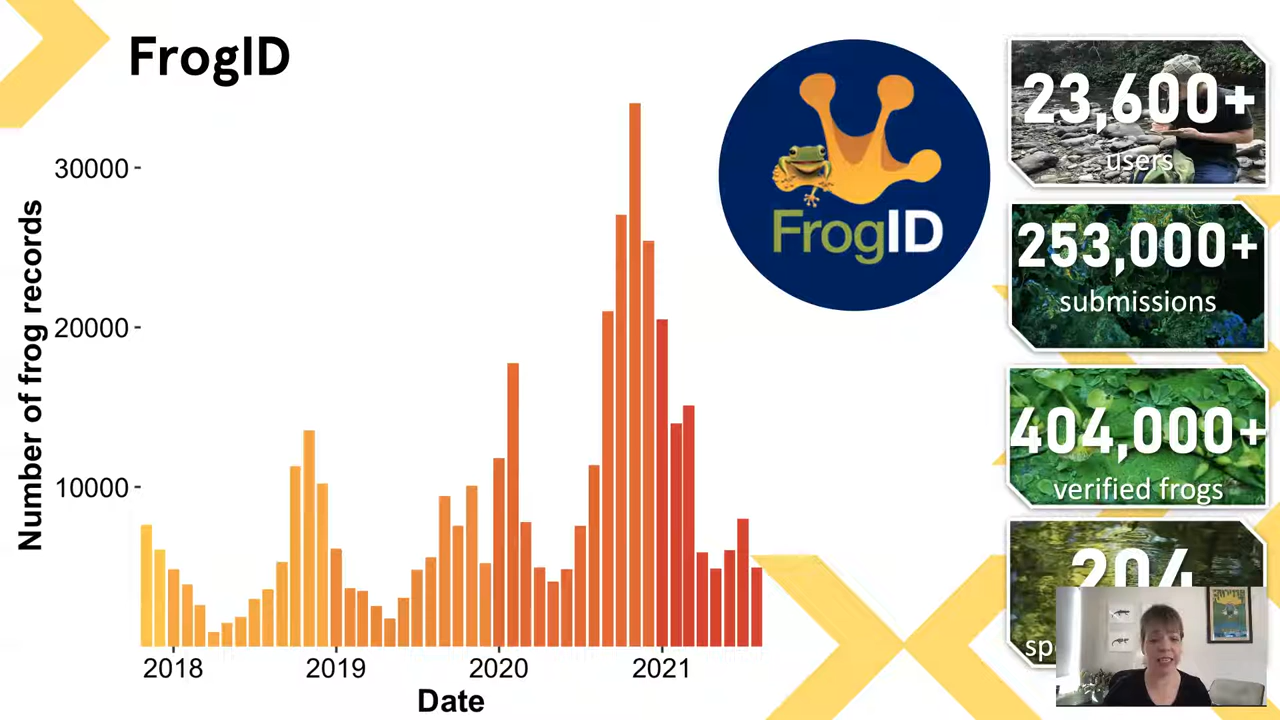 FrogID
Number of frog records
30000
20000
10000
2018
2019
2020
2021
Date
FrogID
23,600+
users
253,000+
submissions
404,000+
verified frogs
204